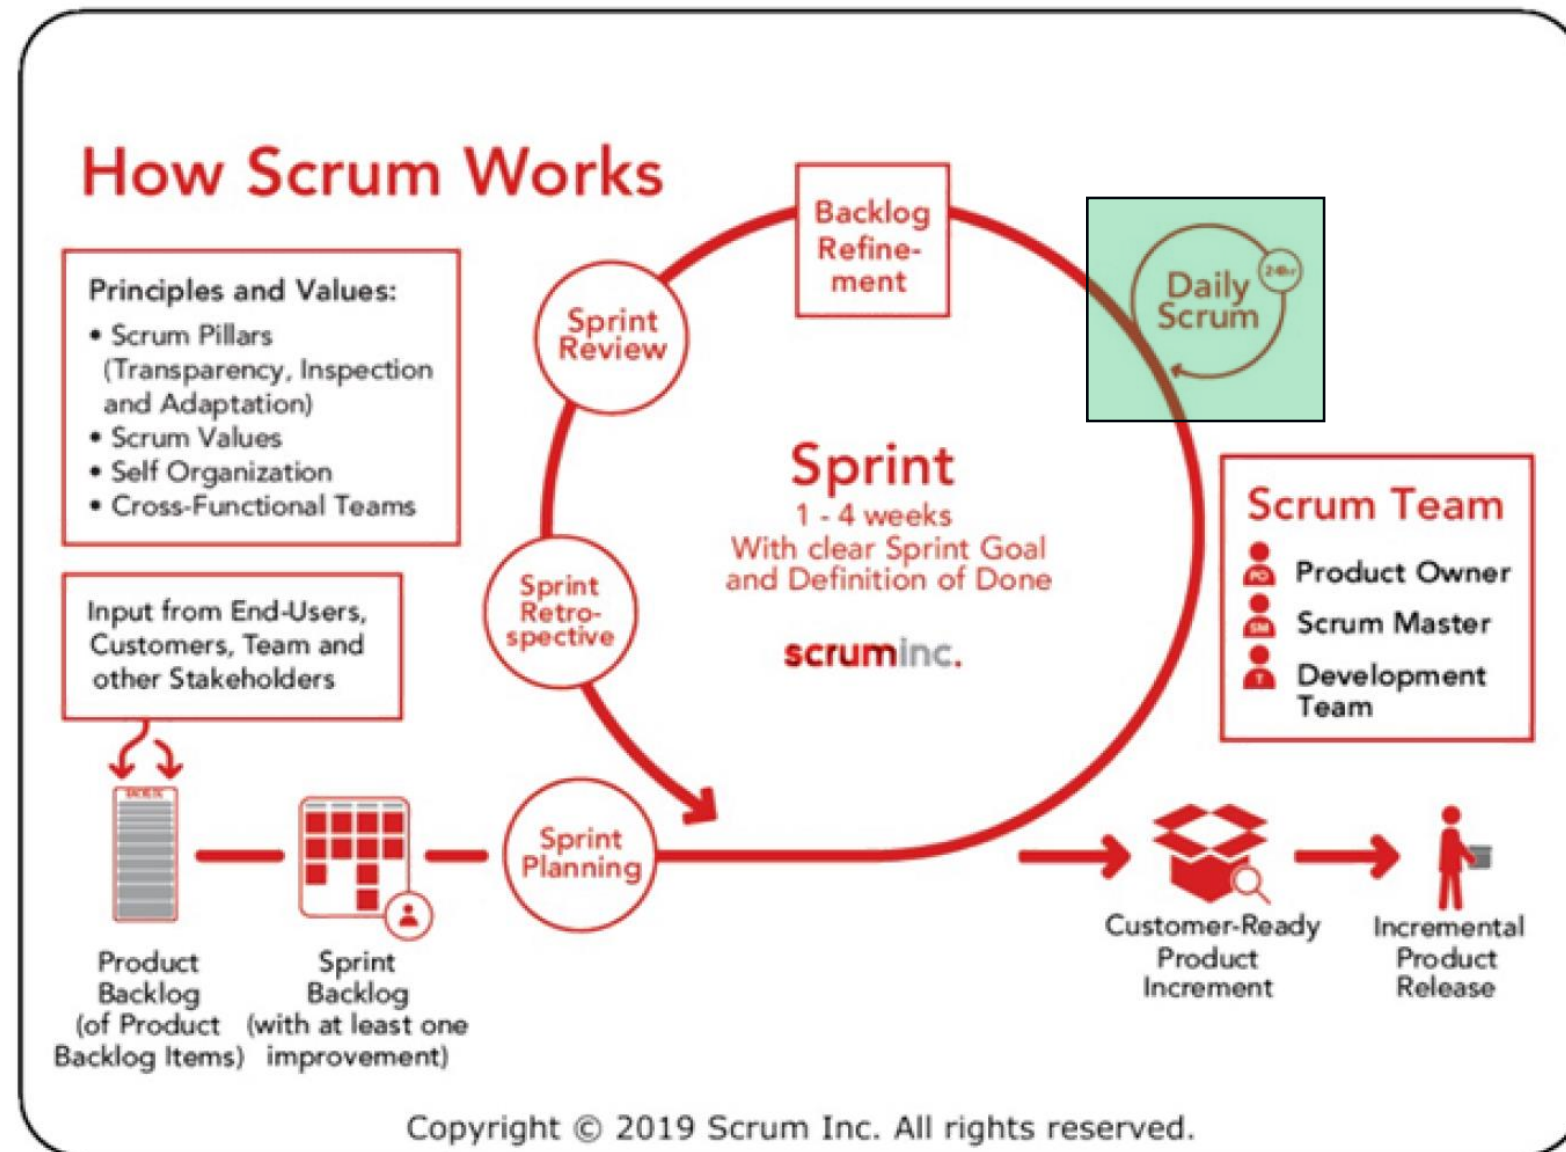 How Scrum Works
Principles and Values:
• Scrum Pillars
(Transparency, Inspection
and Adaptation)
• Scrum Values
• Self Organization
• Cross-Functional Teams
Input from End-Users,
Customers, Team and
other Stakeholders
Backlog
Refine-
ment
Daily
Scrum
24hr
Sprint
Review
Sprint
Retro-
spective
Sprint
1 - 4 weeks
With clear Sprint Goal
and Definition of Done
scruminc.
Scrum Team
PO
Product Owner
SM
Scrum Master
T
Development
Team
Sprint
Planning
Product
Backlog
(of Product
Backlog Items)
Sprint
Backlog
(with at least one
improvement)
Customer-Ready
Product
Increment
Incremental
Product
Release
Copyright © 2019 Scrum Inc. All rights reserved.